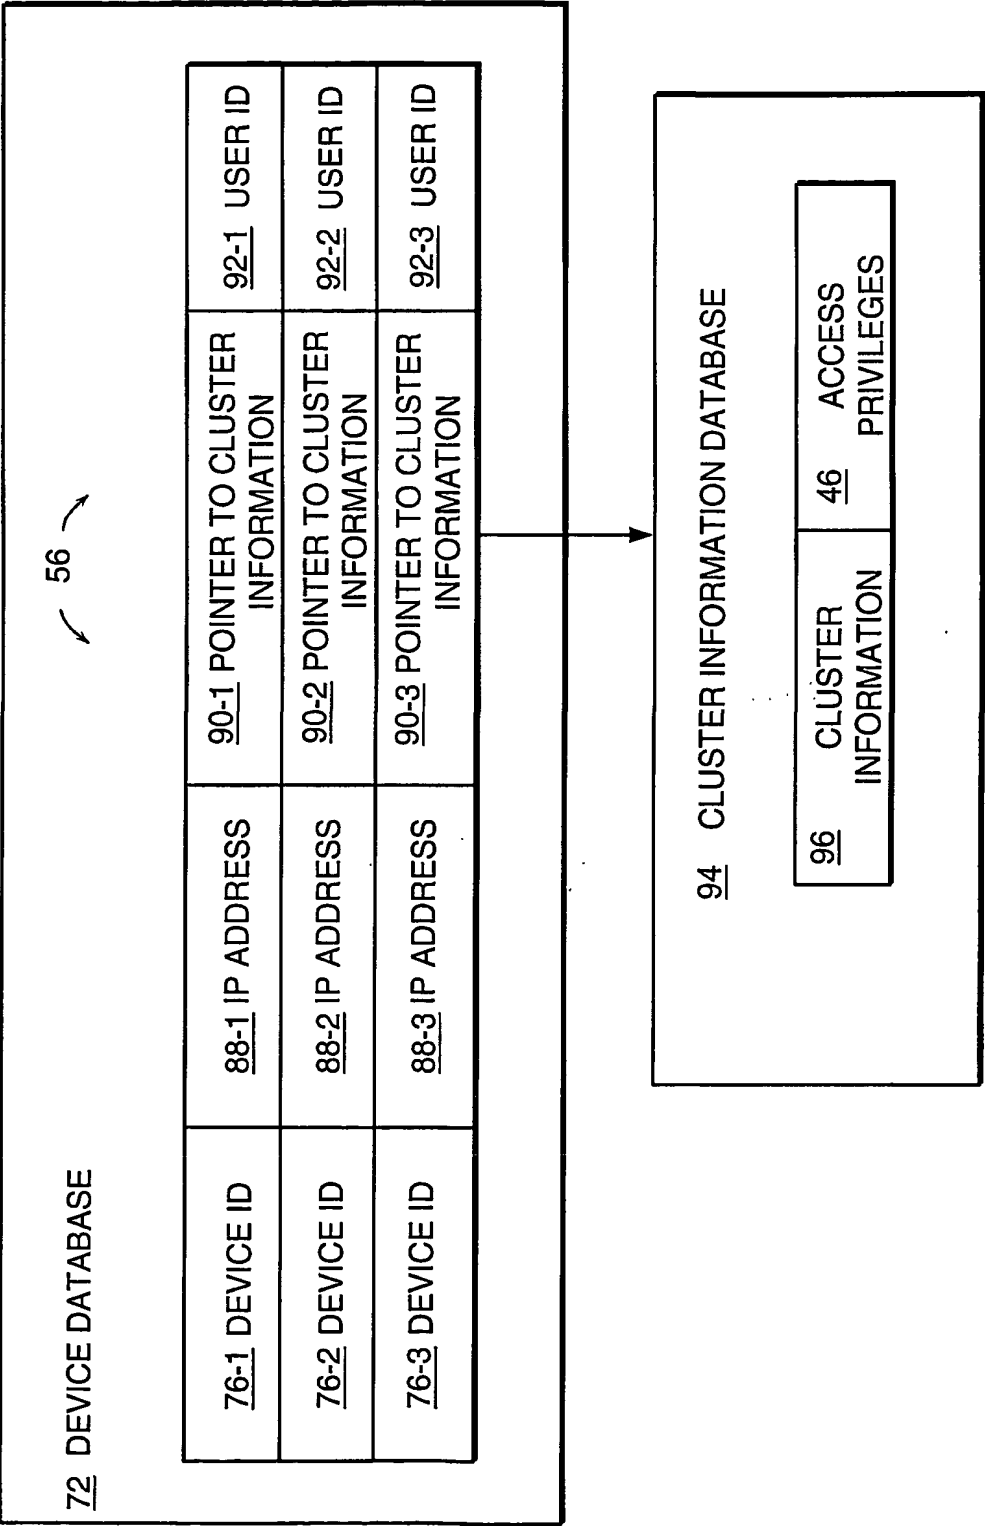 56
72 DEVICE DATABASE
76-1 DEVICE ID
88-1 IP ADDRESS
90-1 POINTER TO CLUSTER
INFORMATION
92-1 USER ID
76-2 DEVICE ID
88-2 IP ADDRESS
90-2 POINTER TO CLUSTER
INFORMATION
92-2 USER ID
76-3 DEVICE ID
88-3 IP ADDRESS
90-3 POINTER TO CLUSTER
INFORMATION
92-3 USER ID
94 CLUSTER INFORMATION DATABASE
96 CLUSTER
INFORMATION
46 ACCESS
PRIVILEGES